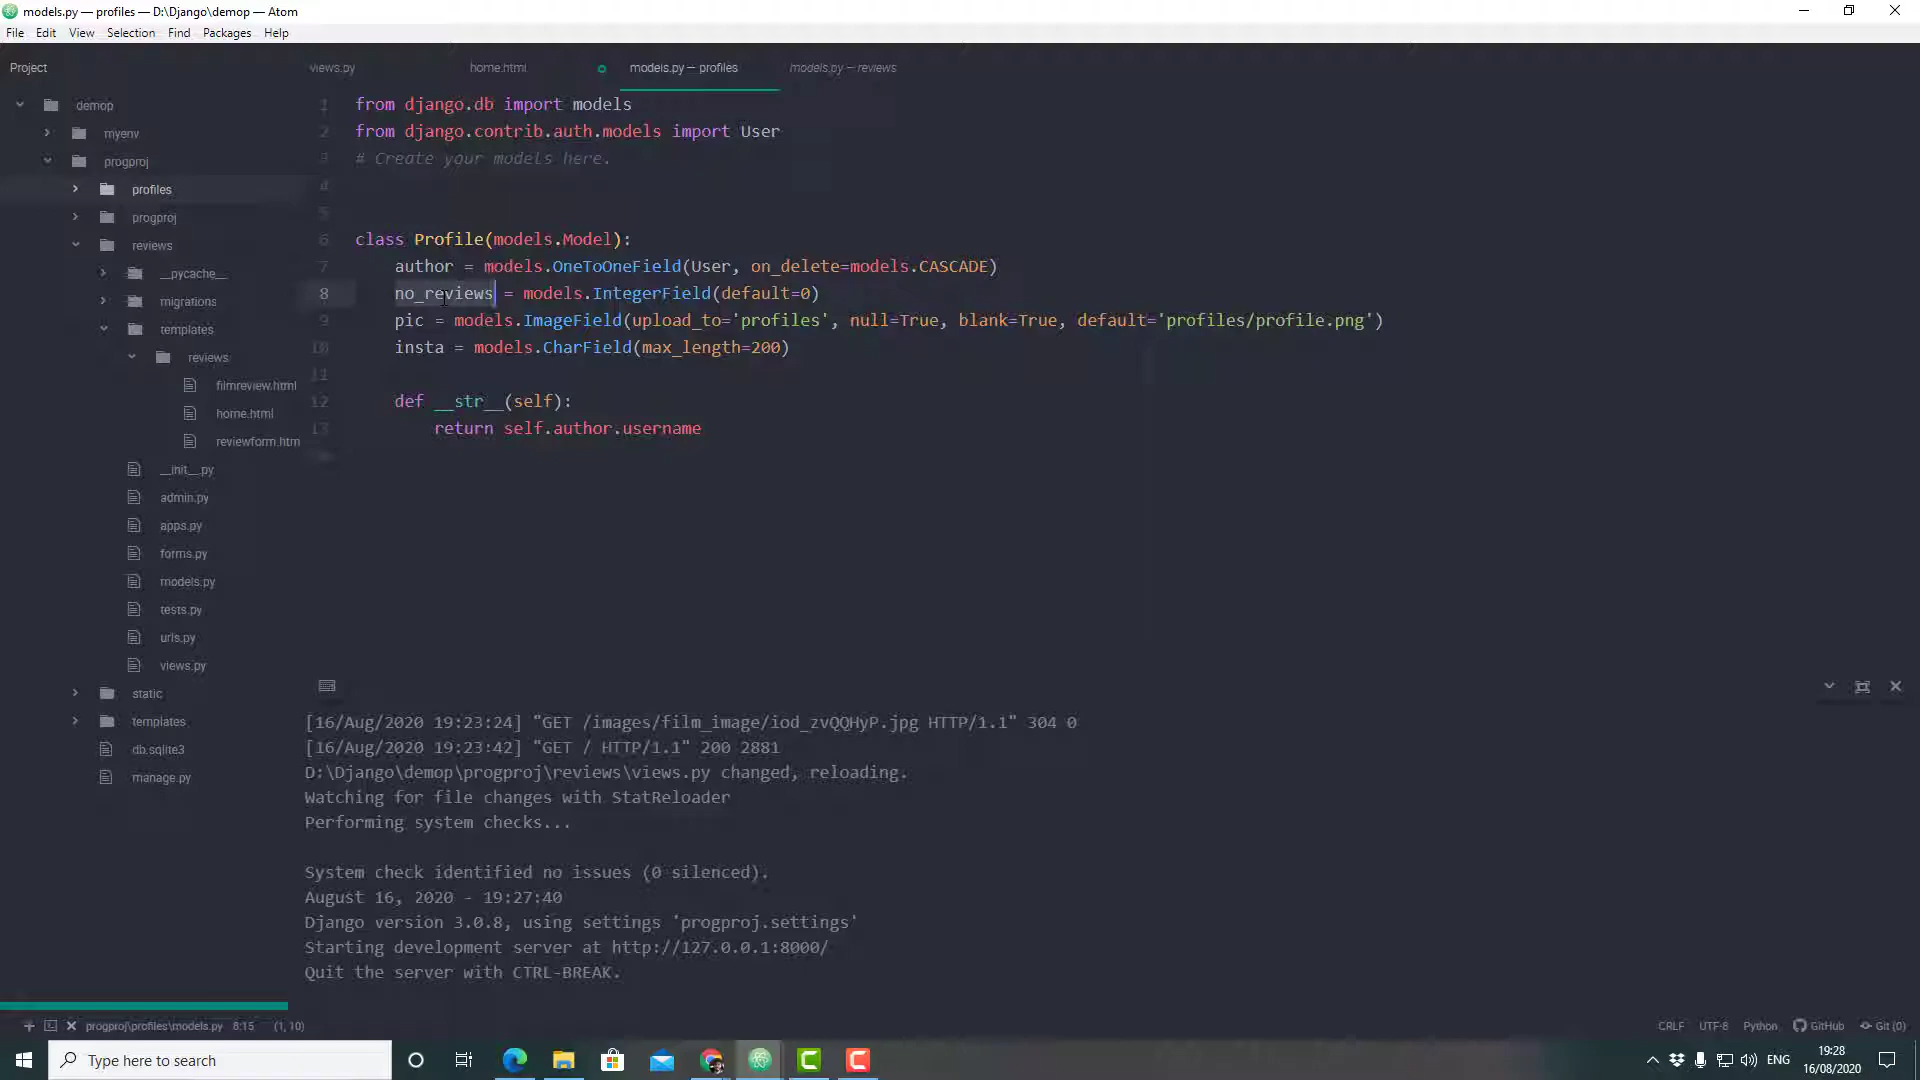 models.py — profiles — D:\Django\demop — Atom
File Edit View Selection Find Packages Help
Project
views.py home.html models.py — profiles models.py — reviews
demop
myenv
progproj
profiles
progproj
reviews
__pycache__
migrations
templates
reviews
filmreview.html
home.html
reviewform.htm
__init__.py
admin.py
apps.py
forms.py
models.py
tests.py
urls.py
views.py
static
templates
db.sqlite3
manage.py
1 from django.db import models
2 from django.contrib.auth.models import User
3 # Create your models here.
4
5
6 class Profile(models.Model):
7 author = models.OneToOneField(User, on_delete=models.CASCADE)
8 no_reviews = models.IntegerField(default=0)
9 pic = models.ImageField(upload_to='profiles', null=True, blank=True, default='profiles/profile.png')
10 insta = models.CharField(max_length=200)
11
12 def __str__(self):
13 return self.author.username
[16/Aug/2020 19:23:24] "GET /images/film_image/iod_zvQQHyP.jpg HTTP/1.1" 304 0
[16/Aug/2020 19:23:42] "GET / HTTP/1.1" 200 2881
D:\Django\demop\progproj\reviews\views.py changed, reloading.
Watching for file changes with StatReloader
Performing system checks...
System check identified no issues (0 silenced).
August 16, 2020 - 19:27:40
Django version 3.0.8, using settings 'progproj.settings'
Starting development server at http://127.0.0.1:8000/
Quit the server with CTRL-BREAK.
progproj\profiles\models.py 8:15 (1, 10) CRLF UTF-8 Python GitHub Git (0)
Type here to search
ENG
19:28
16/08/2020